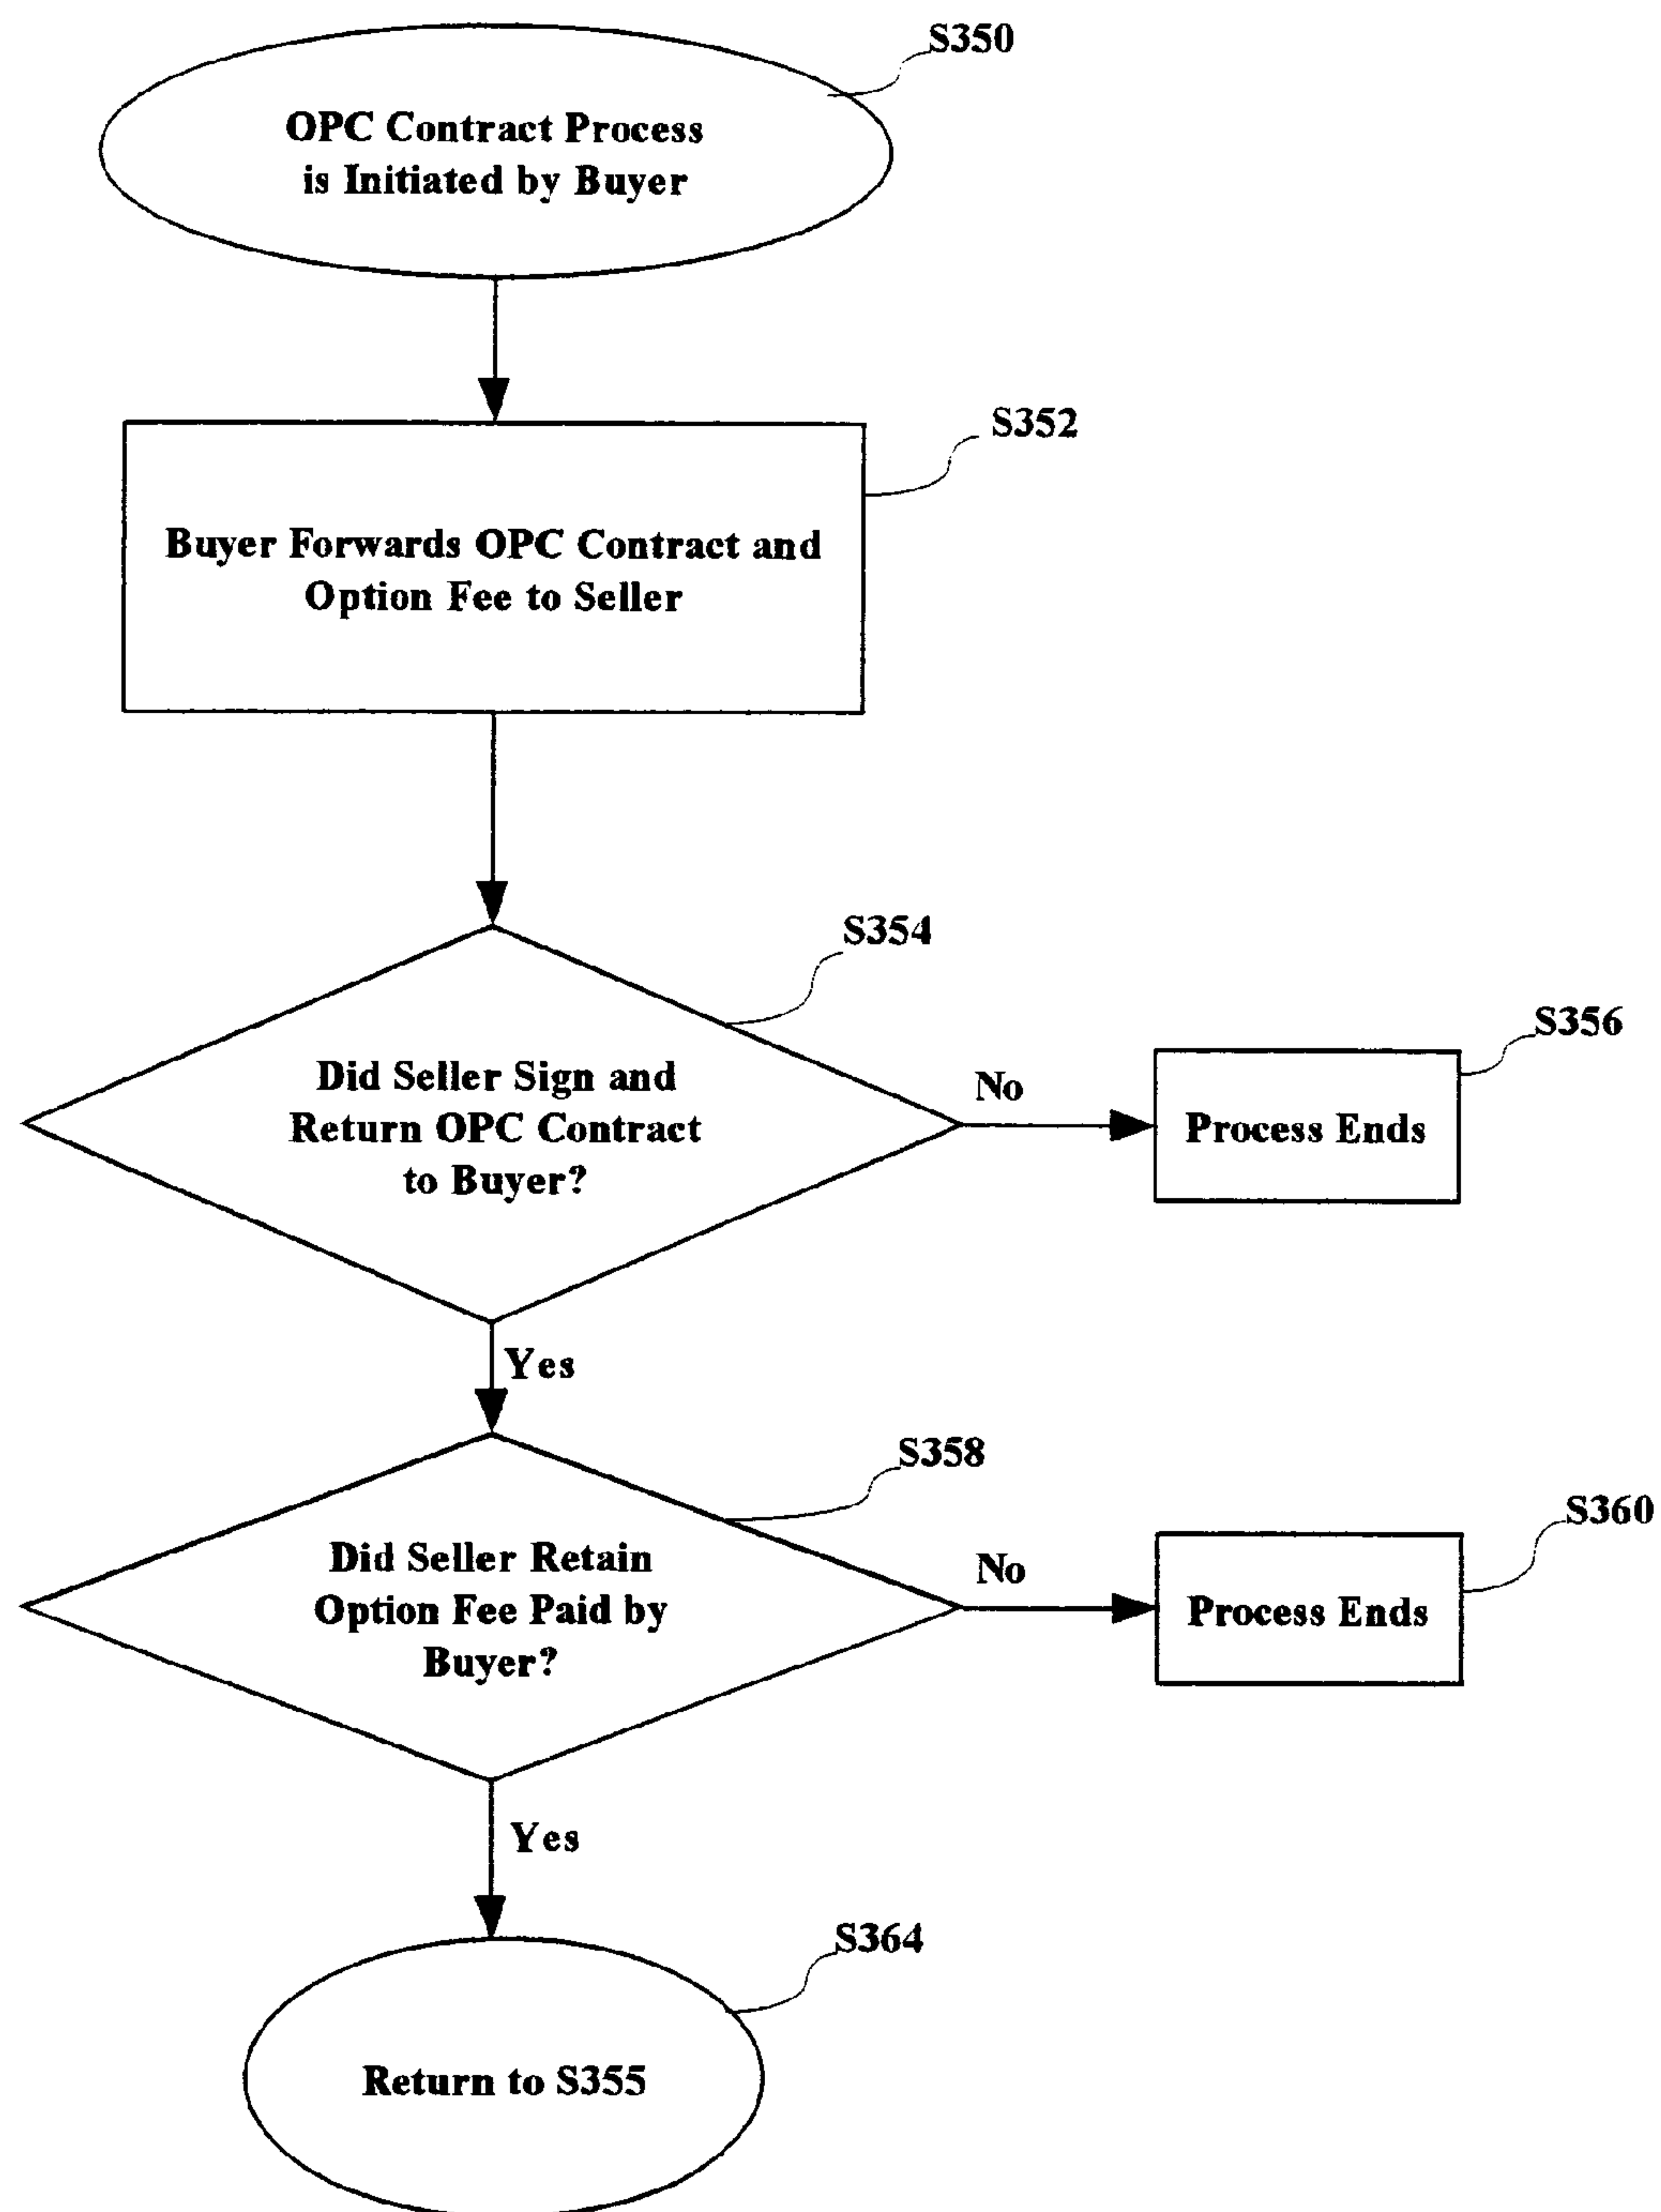 S350
OPC Contract Process
is Initiated by Buyer
S352
Buyer Forwards OPC Contract and
Option Fee to Seller
S354
Did Seller Sign and
Return OPC Contract
to Buyer?
No
S356
Process Ends
Yes
S358
Did Seller Retain
Option Fee Paid by
Buyer?
No
S360
Process Ends
Yes
S364
Return to S355